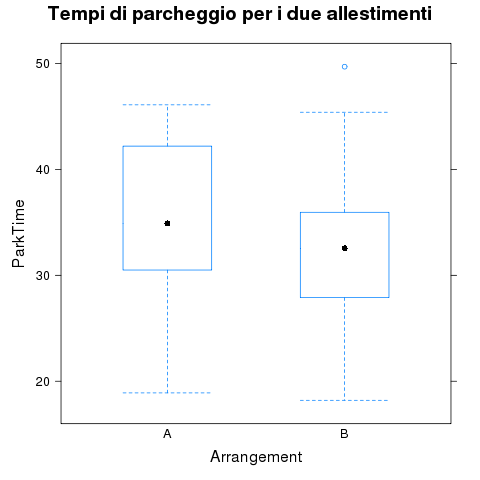 Tempi di parcheggio per i due allestimenti
50
40
30
20
ParkTime
A B
Arrangement